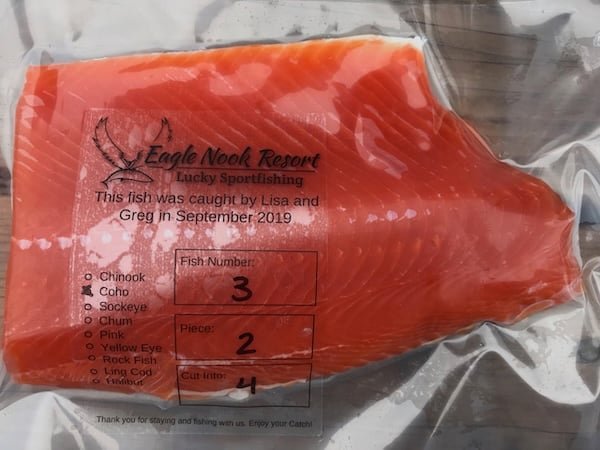 Eagle Nook Resort
Lucky Sportfishing
This fish was caught by Lisa and
Greg in September 2019
Chinook
Coho
Sockeye
Chum
Pink
Yellow Eye
Rock Fish
Ling Cod
Halibut
Fish Number:
3
Piece:
2
Cut Into:
4
Thank you for staying and fishing with us. Enjoy your Catch!